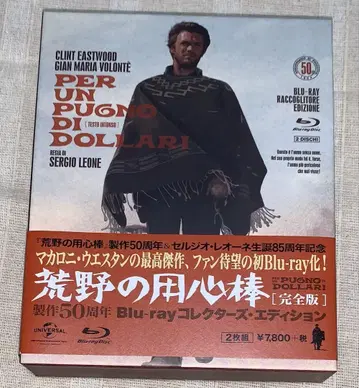 CLINT EASTWOOD
GIAN MARIA VOLONTÈ
PER
UN
PUGNO
DI
[TESTO INTONSO]
DOLLARI
REGIA DI
SERGIO LEONE
50
BLU-RAY
RACCOGLITORE
EDIZIONE
Blu-ray Disc
2 DISCHI
『荒野の用心棒』製作50周年&セルジオ・レオーネ生誕85周年記念
マカロニ・ウエスタンの最高傑作、ファン待望の初Blu-ray化!
荒野の用心棒[完全版]
PUGNO
DOLLARI
製作50周年 Blu-rayコレクターズ・エディション
UNIVERSAL
Blu-ray Disc
2枚組 ¥7,800+税